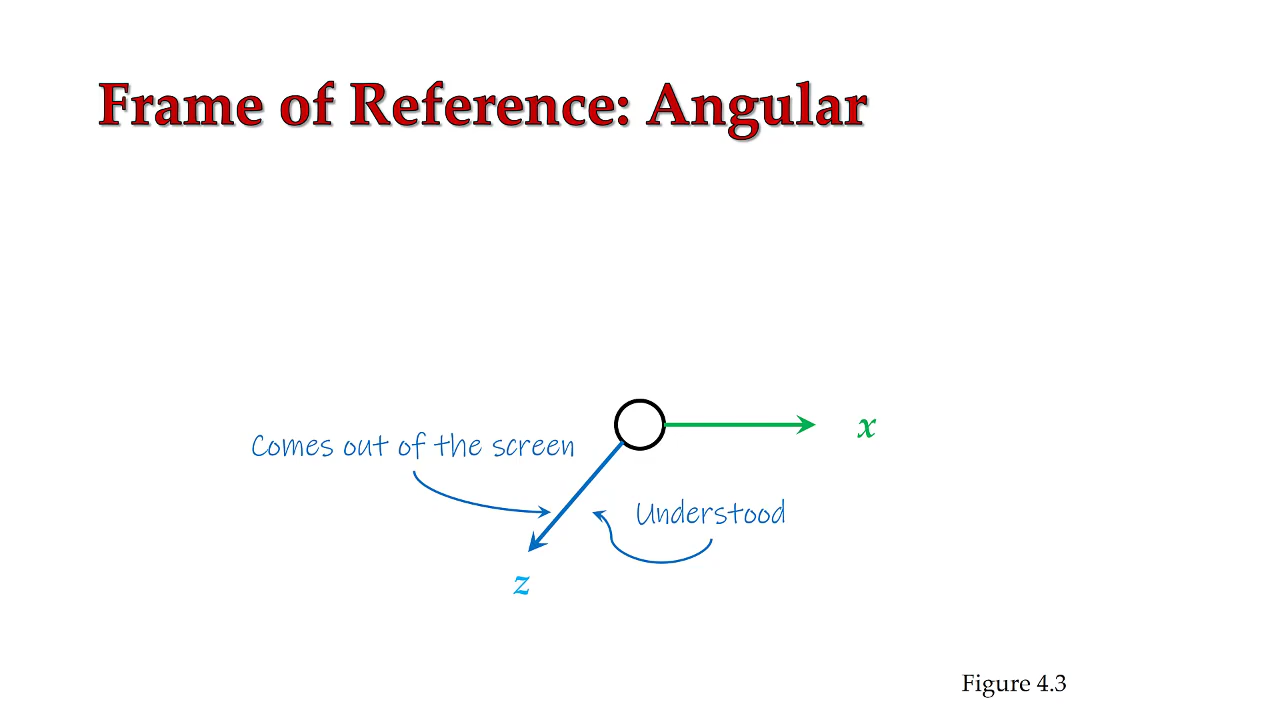 Frame of Reference: Angular
x
Comes out of the screen
Understood
z
Figure 4.3